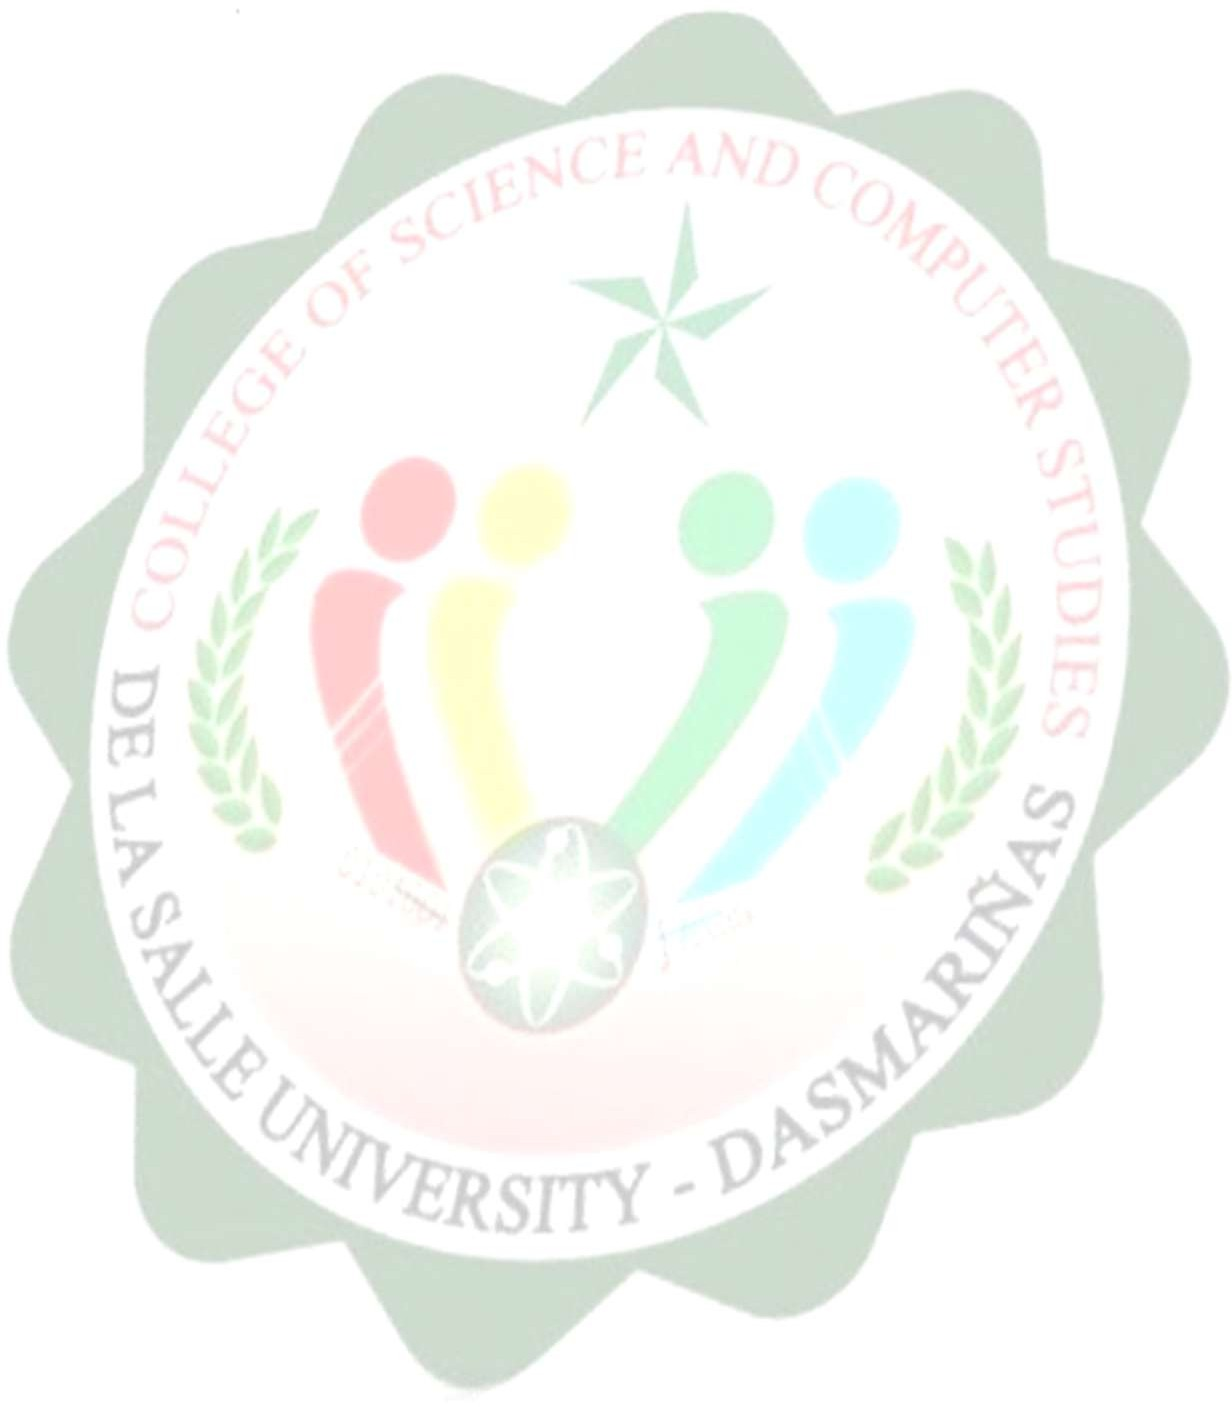 COLLEGE OF SCIENCE AND COMPUTER STUDIES
DE LA SALLE UNIVERSITY - DASMARIÑAS